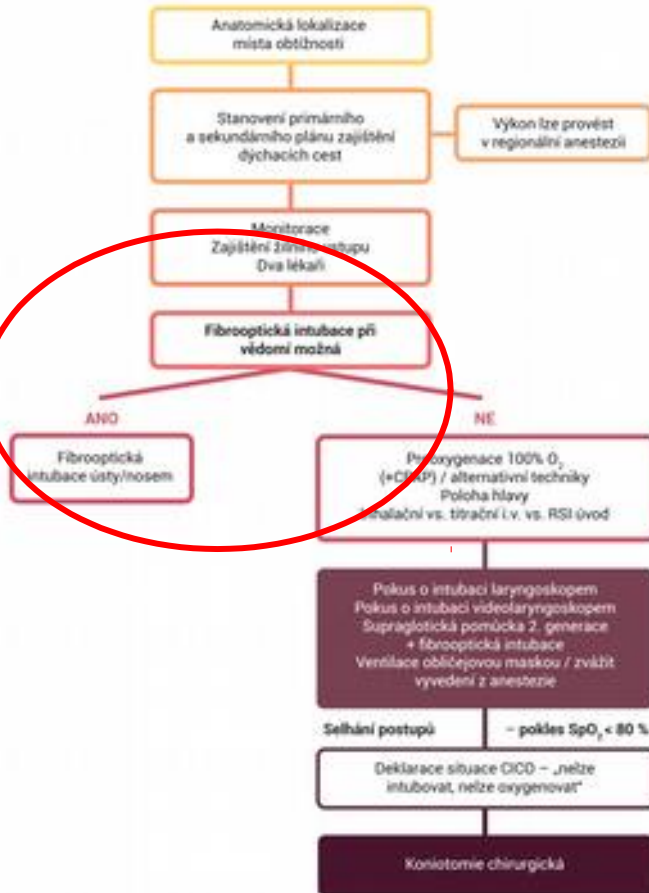 Anatomická lokalizace
místa obtížnosti
Stanovení primárního
a sekundárního plánu zajištění
dýchacích cest
Výkon lze provést
v regionální anestezii
Monitorace
Zajištění žilního vstupu
Dva lékaři
Fibrooptická intubace při
vědomí možná
ANO
NE
Fibrooptická
intubace ústy/nosem
Preoxygenace 100% O₂
(+CPAP) / alternativní techniky
Poloha hlavy
Inhalační vs. titrační i.v. vs. RSI úvod
Pokus o intubaci laryngoskopem
Pokus o intubaci videolaryngoskopem
Supraglotická pomůcka 2. generace
+ fibrooptická intubace
Ventilace obličejovou maskou / zvážit
vyvedení z anestezie
Selhání postupů
– pokles SpO₂ < 80 %
Deklarace situace CICO – „nelze
intubovat, nelze oxygenovat"
Koniotomie chirurgická